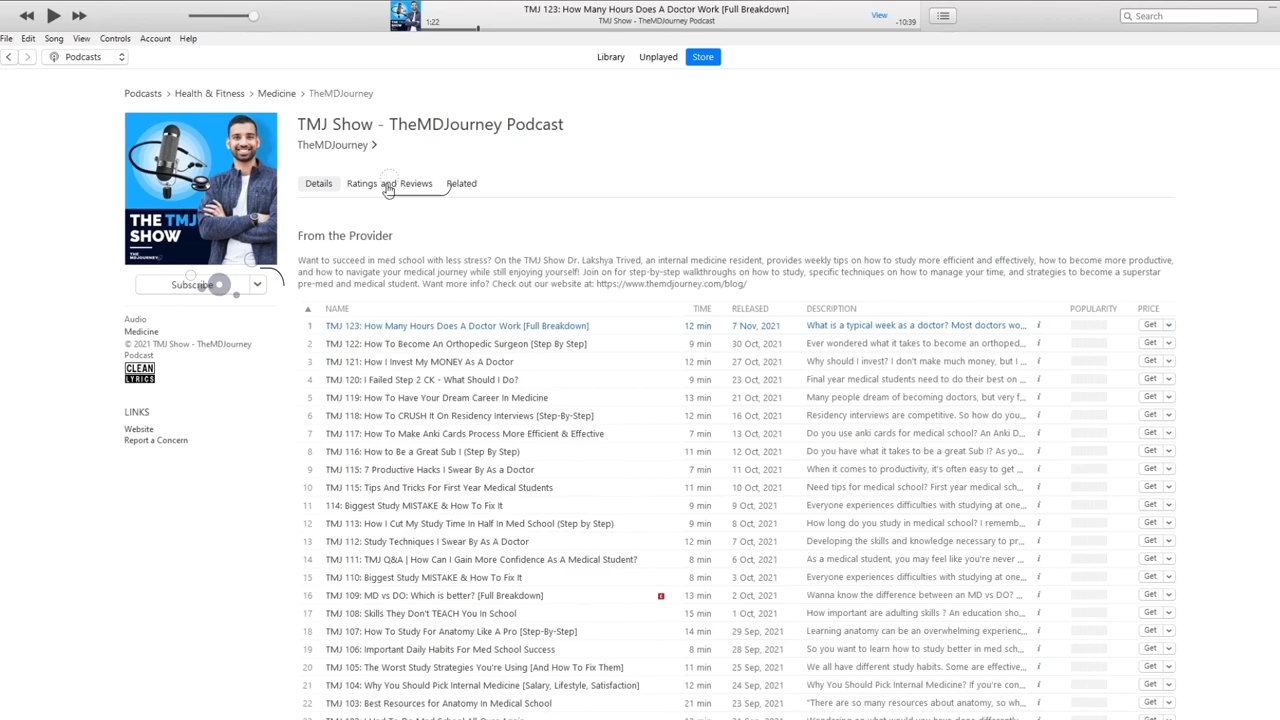 TMJ 123: How Many Hours Does A Doctor Work [Full Breakdown]
1:22
TMJ Show - TheMDJourney Podcast
View
-10:39
Search
File Edit Song View Controls Account Help
Podcasts
Library Unplayed Store
Podcasts > Health & Fitness > Medicine > TheMDJourney
THE TMJ
SHOW
THEMDJOURNEY
TMJ Show - TheMDJourney Podcast
TheMDJourney >
Details Ratings and Reviews Related
Subscribe
Audio
Medicine
© 2021 TMJ Show - TheMDJourney
Podcast
CLEAN
LYRICS
LINKS
Website
Report a Concern
From the Provider
Want to succeed in med school with less stress? On the TMJ Show Dr. Lakshya Trived, an internal medicine resident, provides weekly tips on how to study more efficient and effectively, how to become more productive,
and how to navigate your medical journey while still enjoying yourself! Join on for step-by-step walkthroughs on how to study, specific techniques on how to manage your time, and strategies to become a superstar
pre-med and medical student. Want more info? Check out our website at: https://www.themdjourney.com/blog/
NAME TIME RELEASED DESCRIPTION POPULARITY PRICE
1 TMJ 123: How Many Hours Does A Doctor Work [Full Breakdown] 12 min 7 Nov, 2021 What is a typical week as a doctor? Most doctors wo... i Get
2 TMJ 122: How To Become An Orthopedic Surgeon [Step By Step] 9 min 30 Oct, 2021 Ever wondered what it takes to become an orthoped... i Get
3 TMJ 121: How I Invest My MONEY As A Doctor 12 min 27 Oct, 2021 Why should I invest? I don't make much money, but I ... i Get
4 TMJ 120: I Failed Step 2 CK - What Should I Do? 9 min 23 Oct, 2021 Final year medical students need to do their best on ... i Get
5 TMJ 119: How To Have Your Dream Career In Medicine 13 min 21 Oct, 2021 Many people dream of becoming doctors, but very f... i Get
6 TMJ 118: How To CRUSH It On Residency Interviews [Step-By-Step] 12 min 16 Oct, 2021 Residency interviews are competitive. So how do you... i Get
7 TMJ 117: How To Make Anki Cards Process More Efficient & Effective 7 min 13 Oct, 2021 Do you use anki cards for medical school? An Anki D... i Get
8 TMJ 116: How to Be a Great Sub I (Step By Step) 11 min 12 Oct, 2021 Do you have what it takes to be a great Sub I? As yo... i Get
9 TMJ 115: 7 Productive Hacks I Swear By As a Doctor 7 min 11 Oct, 2021 When it comes to productivity, it's often easy to get ... i Get
10 TMJ 115: Tips And Tricks For First Year Medical Students 7 min 10 Oct, 2021 Need tips for medical school? First year medical sch... i Get
11 114: Biggest Study MISTAKE & How To Fix It 9 min 9 Oct, 2021 Everyone experiences difficulties with studying at one... i Get
12 TMJ 113: How I Cut My Study Time In Half In Med School (Step by Step) 9 min 8 Oct, 2021 How long do you study in medical school? I rememb... i Get
13 TMJ 112: Study Techniques I Swear By As a Doctor 9 min 7 Oct, 2021 Developing the skills and knowledge necessary to pr... i Get
14 TMJ 111: TMJ Q&A | How Can I Gain More Confidence As A Medical Student? 8 min 6 Oct, 2021 As a medical student, you may feel like you're never ... i Get
15 TMJ 110: Biggest Study MISTAKE & How To Fix It 8 min 3 Oct, 2021 Everyone experiences difficulties with studying at one... i Get
16 TMJ 109: MD vs DO: Which is better? [Full Breakdown] E 13 min 2 Oct, 2021 Wanna know the difference between an MD vs DO? ... i Get
17 TMJ 108: Skills They Don't TEACH You In School 15 min 1 Oct, 2021 How important are adulting skills ? An education sho... i Get
18 TMJ 107: How To Study For Anatomy Like A Pro [Step-By-Step] 14 min 29 Sep, 2021 Learning anatomy can be an overwhelming experienc... i Get
19 TMJ 106: Important Daily Habits For Med School Success 8 min 28 Sep, 2021 So you want to learn how to study better in med sch... i Get
20 TMJ 105: The Worst Study Strategies You're Using [And How To Fix Them] 11 min 25 Sep, 2021 We all have different study habits. Some are effective... i Get
21 TMJ 104: Why You Should Pick Internal Medicine [Salary, Lifestyle, Satisfaction] 12 min 24 Sep, 2021 Why You Should Pick Internal Medicine? If you're con... i Get
22 TMJ 103: Best Resources for Anatomy In Medical School 21 min 23 Sep, 2021 "There are so many resources about anatomy, so wh... i Get